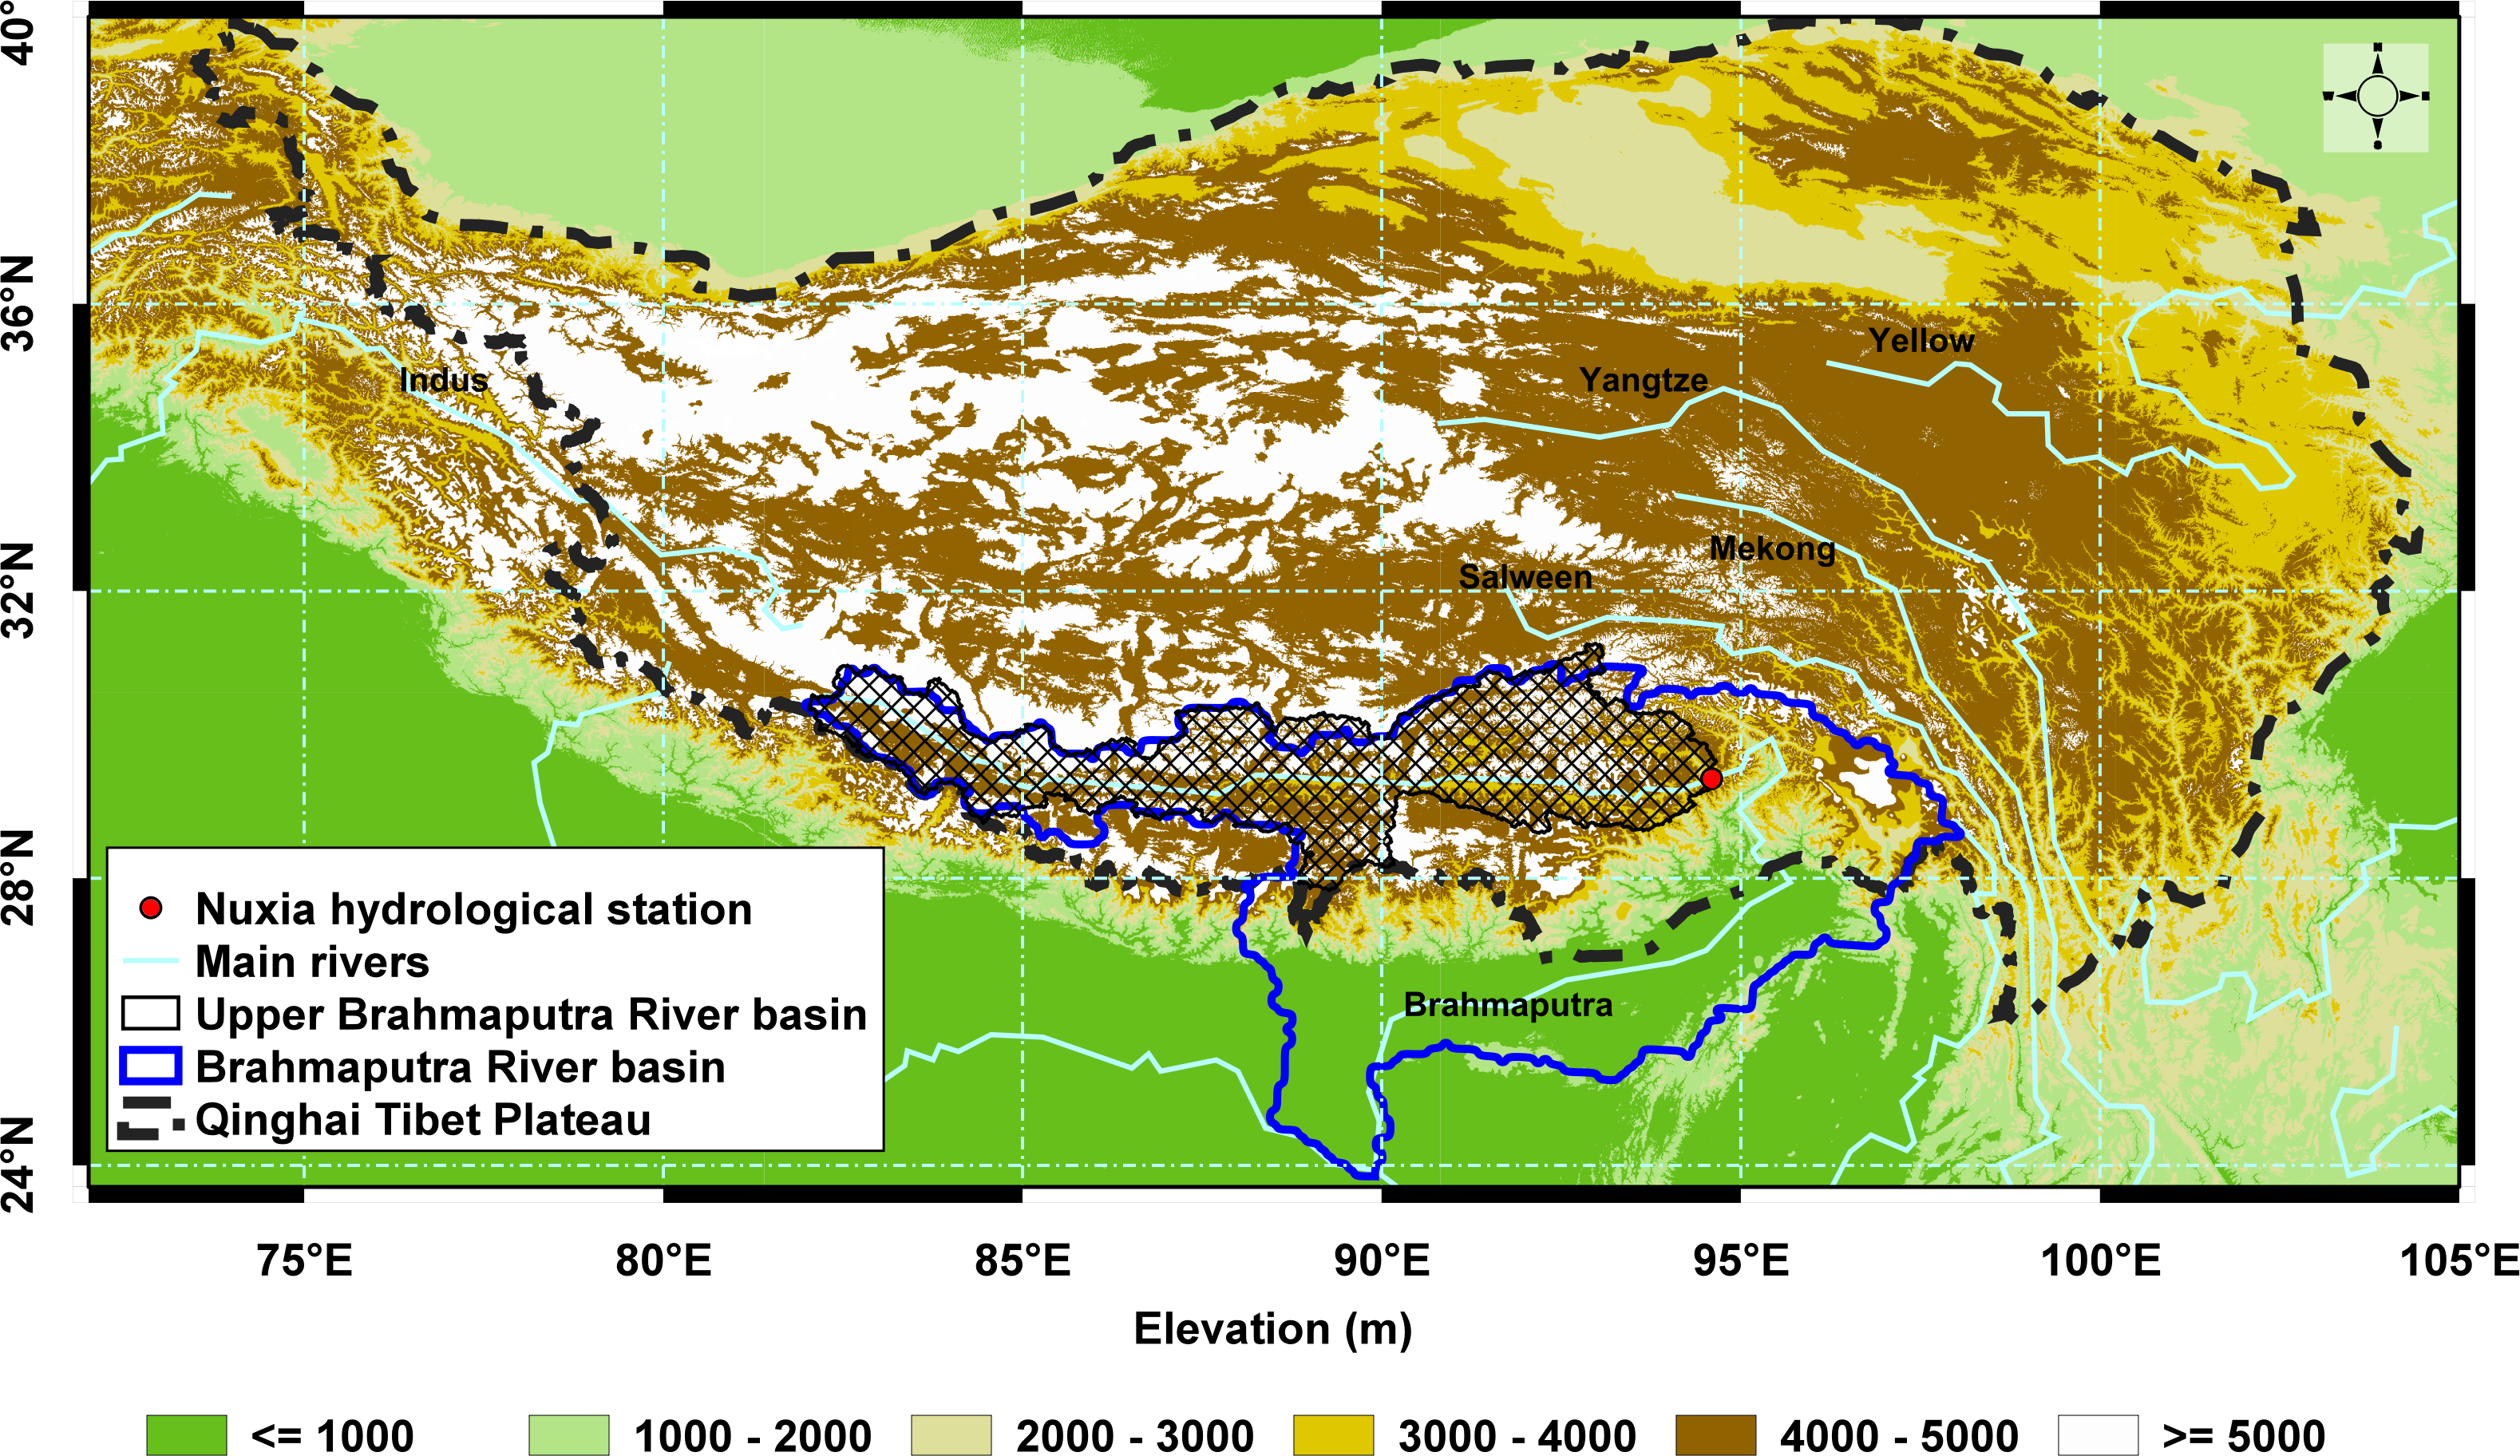 40°
36°N
32°N
28°N
24°N
Yellow
Yangtze
Indus
Mekong
Salween
Brahmaputra
Nuxia hydrological station
Main rivers
Upper Brahmaputra River basin
Brahmaputra River basin
Qinghai Tibet Plateau
75°E 80°E 85°E 90°E 95°E 100°E 105°E
Elevation (m)
<= 1000 1000 - 2000 2000 - 3000 3000 - 4000 4000 - 5000 >= 5000